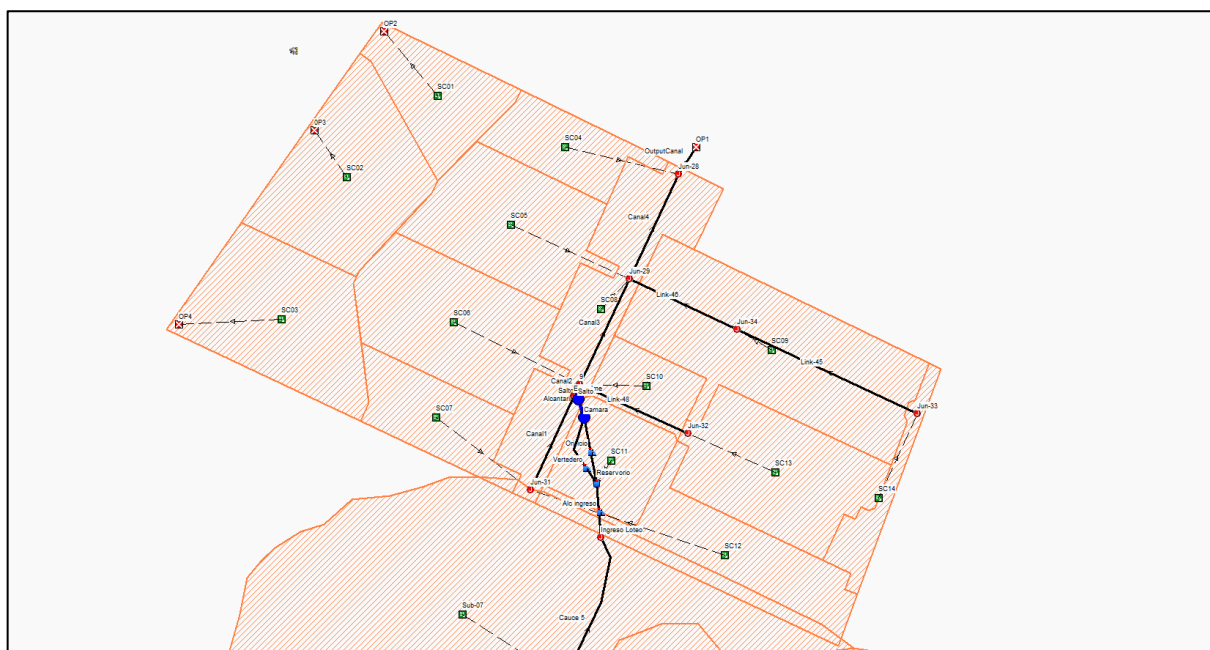 OP2
SC01
OP3
SC04
OP1
OutputCanal
Jun-28
SC02
Canal4
SC05
Jun-29
Link-46
SC08
SC03
OP4
SC06
Canal3
Jun-34
SC09
Link-45
Canal2
SC10
Salto
Alcantar
Link-48
SC07
Camara
Jun-33
Canal1
Jun-32
Orificio
SC11
Vertedero
Reservorio
SC13
Jun-31
SC14
Alc ingreso
Ingreso Loteo
SC12
Sub-07
Cauce 5